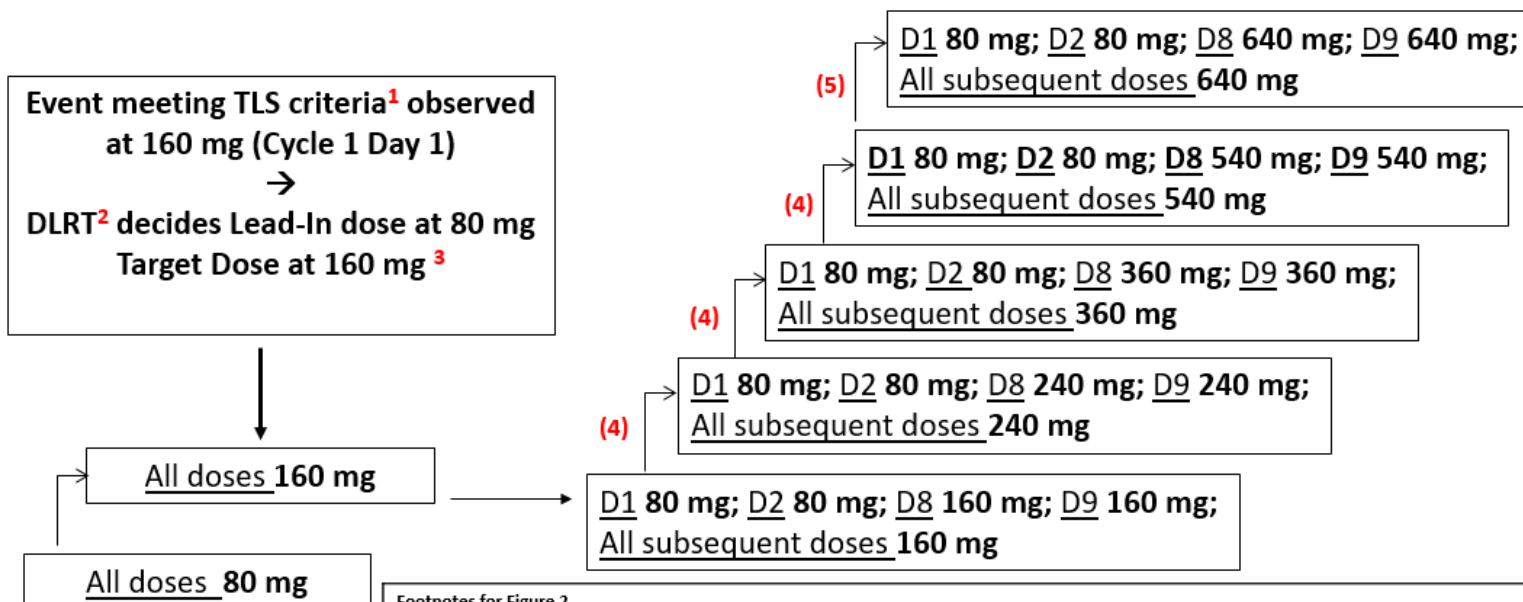 Event meeting TLS criteria1 observed
at 160 mg (Cycle 1 Day 1)
→
DLRT2 decides Lead-In dose at 80 mg
Target Dose at 160 mg 3
All doses 160 mg
All doses 80 mg
(5)
D1 80 mg; D2 80 mg; D8 640 mg; D9 640 mg;
All subsequent doses 640 mg
(4)
D1 80 mg; D2 80 mg; D8 540 mg; D9 540 mg;
All subsequent doses 540 mg
(4)
D1 80 mg; D2 80 mg; D8 360 mg; D9 360 mg;
All subsequent doses 360 mg
(4)
D1 80 mg; D2 80 mg; D8 240 mg; D9 240 mg;
All subsequent doses 240 mg
D1 80 mg; D2 80 mg; D8 160 mg; D9 160 mg;
All subsequent doses 160 mg
Footnotes for Figure 2